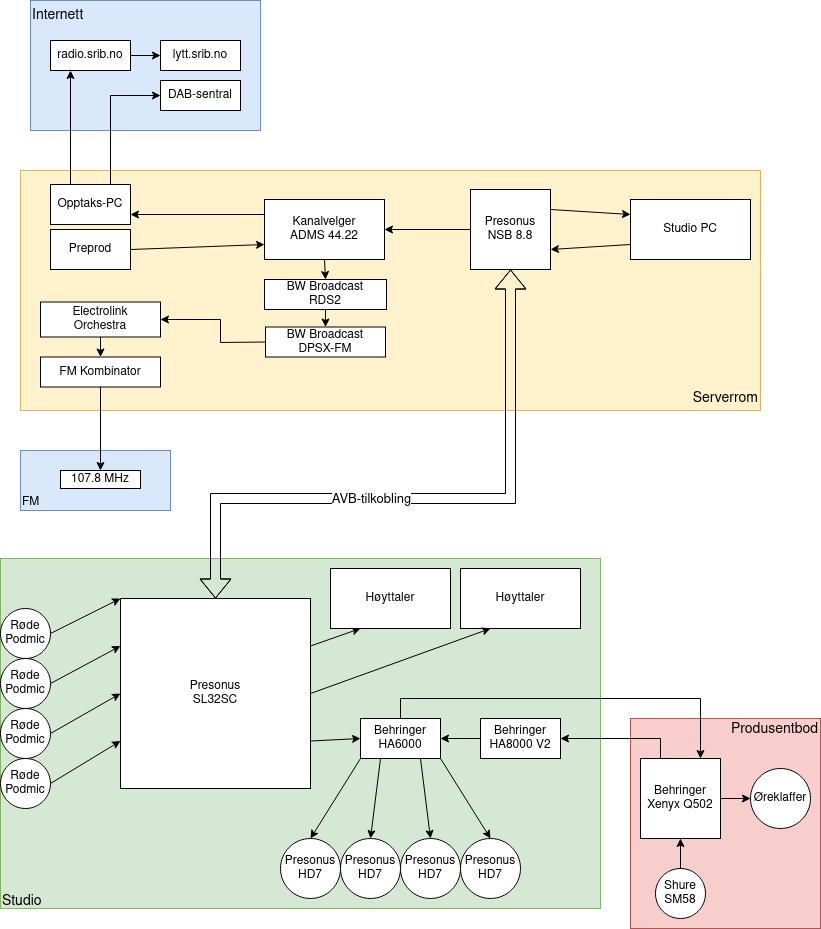 Internett
radio.srib.no
lytt.srib.no
DAB-sentral
Opptaks-PC
Preprod
Kanalvelger
ADMS 44.22
Presonus
NSB 8.8
Studio PC
BW Broadcast
RDS2
BW Broadcast
DPSX-FM
Electrolink
Orchestra
FM Kombinator
Serverrom
107.8 MHz
FM
AVB-tilkobling
Høyttaler
Høyttaler
Røde
Podmic
Røde
Podmic
Røde
Podmic
Røde
Podmic
Presonus
SL32SC
Behringer
HA6000
Behringer
HA8000 V2
Presonus
HD7
Presonus
HD7
Presonus
HD7
Presonus
HD7
Studio
Produsentbod
Behringer
Xenyx Q502
Øreklaffer
Shure
SM58